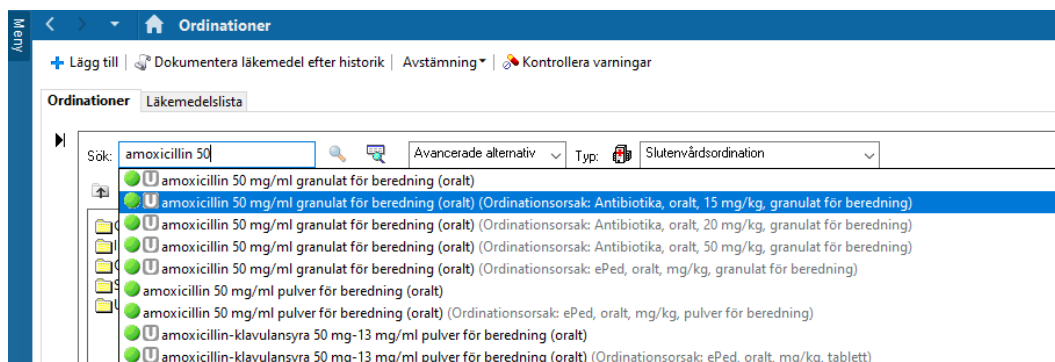 Meny
Ordinationer
Lägg till | Dokumentera läkemedel efter historik | Avstämning | Kontrollera varningar
Ordinationer Läkemedelslista
Sök: amoxicillin 50 Avancerade alternativ Typ: Slutenvårdsordination
U amoxicillin 50 mg/ml granulat för beredning (oralt)
U amoxicillin 50 mg/ml granulat för beredning (oralt) (Ordinationsorsak: Antibiotika, oralt, 15 mg/kg, granulat för beredning)
U amoxicillin 50 mg/ml granulat för beredning (oralt) (Ordinationsorsak: Antibiotika, oralt, 20 mg/kg, granulat för beredning)
U amoxicillin 50 mg/ml granulat för beredning (oralt) (Ordinationsorsak: Antibiotika, oralt, 50 mg/kg, granulat för beredning)
U amoxicillin 50 mg/ml granulat för beredning (oralt) (Ordinationsorsak: ePed, oralt, mg/kg, granulat för beredning)
amoxicillin 50 mg/ml pulver för beredning (oralt)
amoxicillin 50 mg/ml pulver för beredning (oralt) (Ordinationsorsak: ePed, oralt, mg/kg, pulver för beredning)
U amoxicillin-klavulansyra 50 mg-13 mg/ml pulver för beredning (oralt)
U amoxicillin-klavulansyra 50 mg-13 mg/ml pulver för beredning (oralt) (Ordinationsorsak: ePed, oralt, mg/kg, tablett)